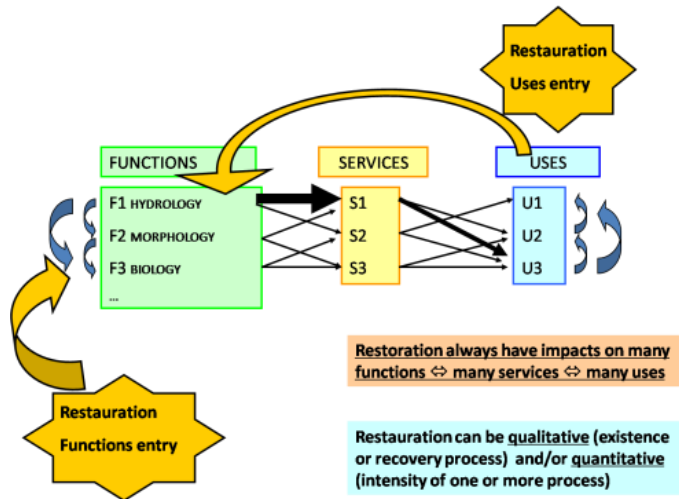 Restauration
Uses entry
FUNCTIONS
SERVICES
USES
F1 HYDROLOGY
F2 MORPHOLOGY
F3 BIOLOGY
...
S1
S2
S3
U1
U2
U3
Restoration always have impacts on many
functions ⇔ many services ⇔ many uses
Restauration
Functions entry
Restauration can be qualitative (existence
or recovery process) and/or quantitative
(intensity of one or more process)